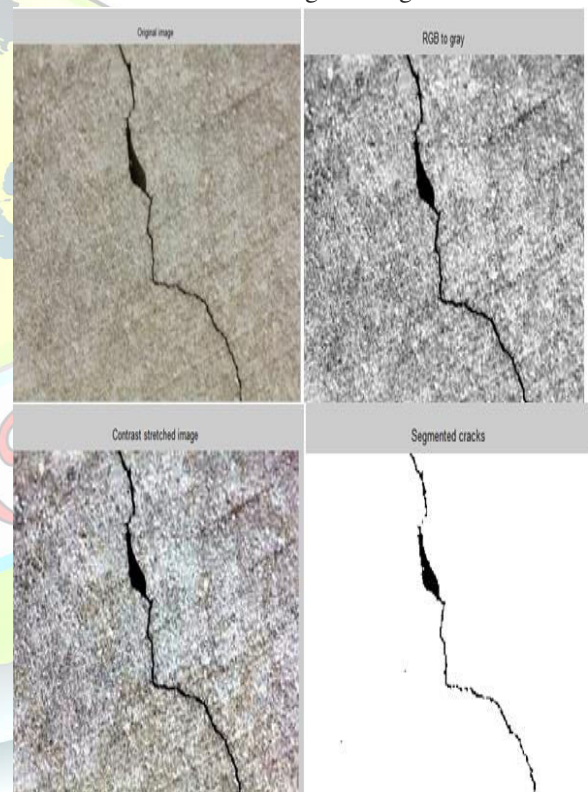 Original image
RGB to gray
Contrast stretched image
Segmented cracks